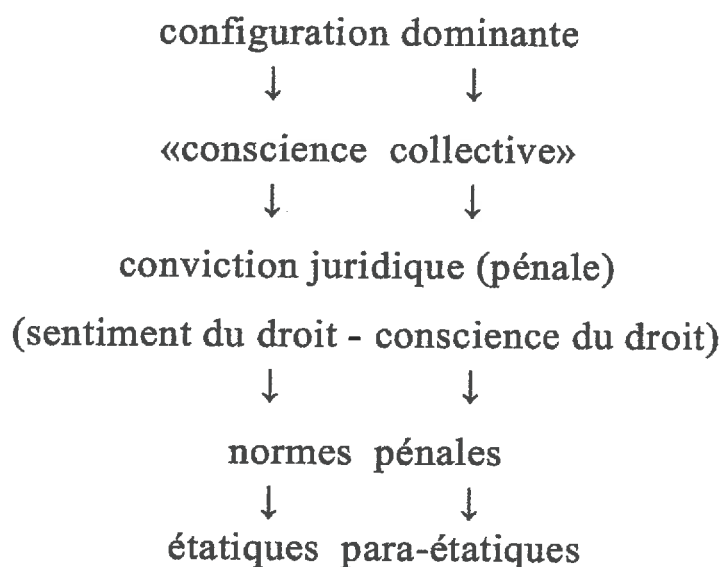 configuration dominante
↓ ↓
«conscience collective»
↓ ↓
conviction juridique (pénale)
(sentiment du droit - conscience du droit)
↓ ↓
normes pénales
↓ ↓
étatiques para-étatiques